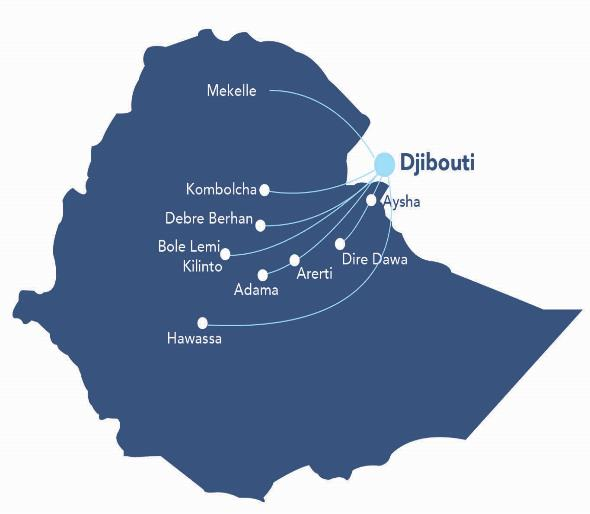 Mekelle
Djibouti
Kombolcha
Aysha
Debre Berhan
Bole Lemi
Kilinto
Dire Dawa
Arerti
Adama
Hawassa